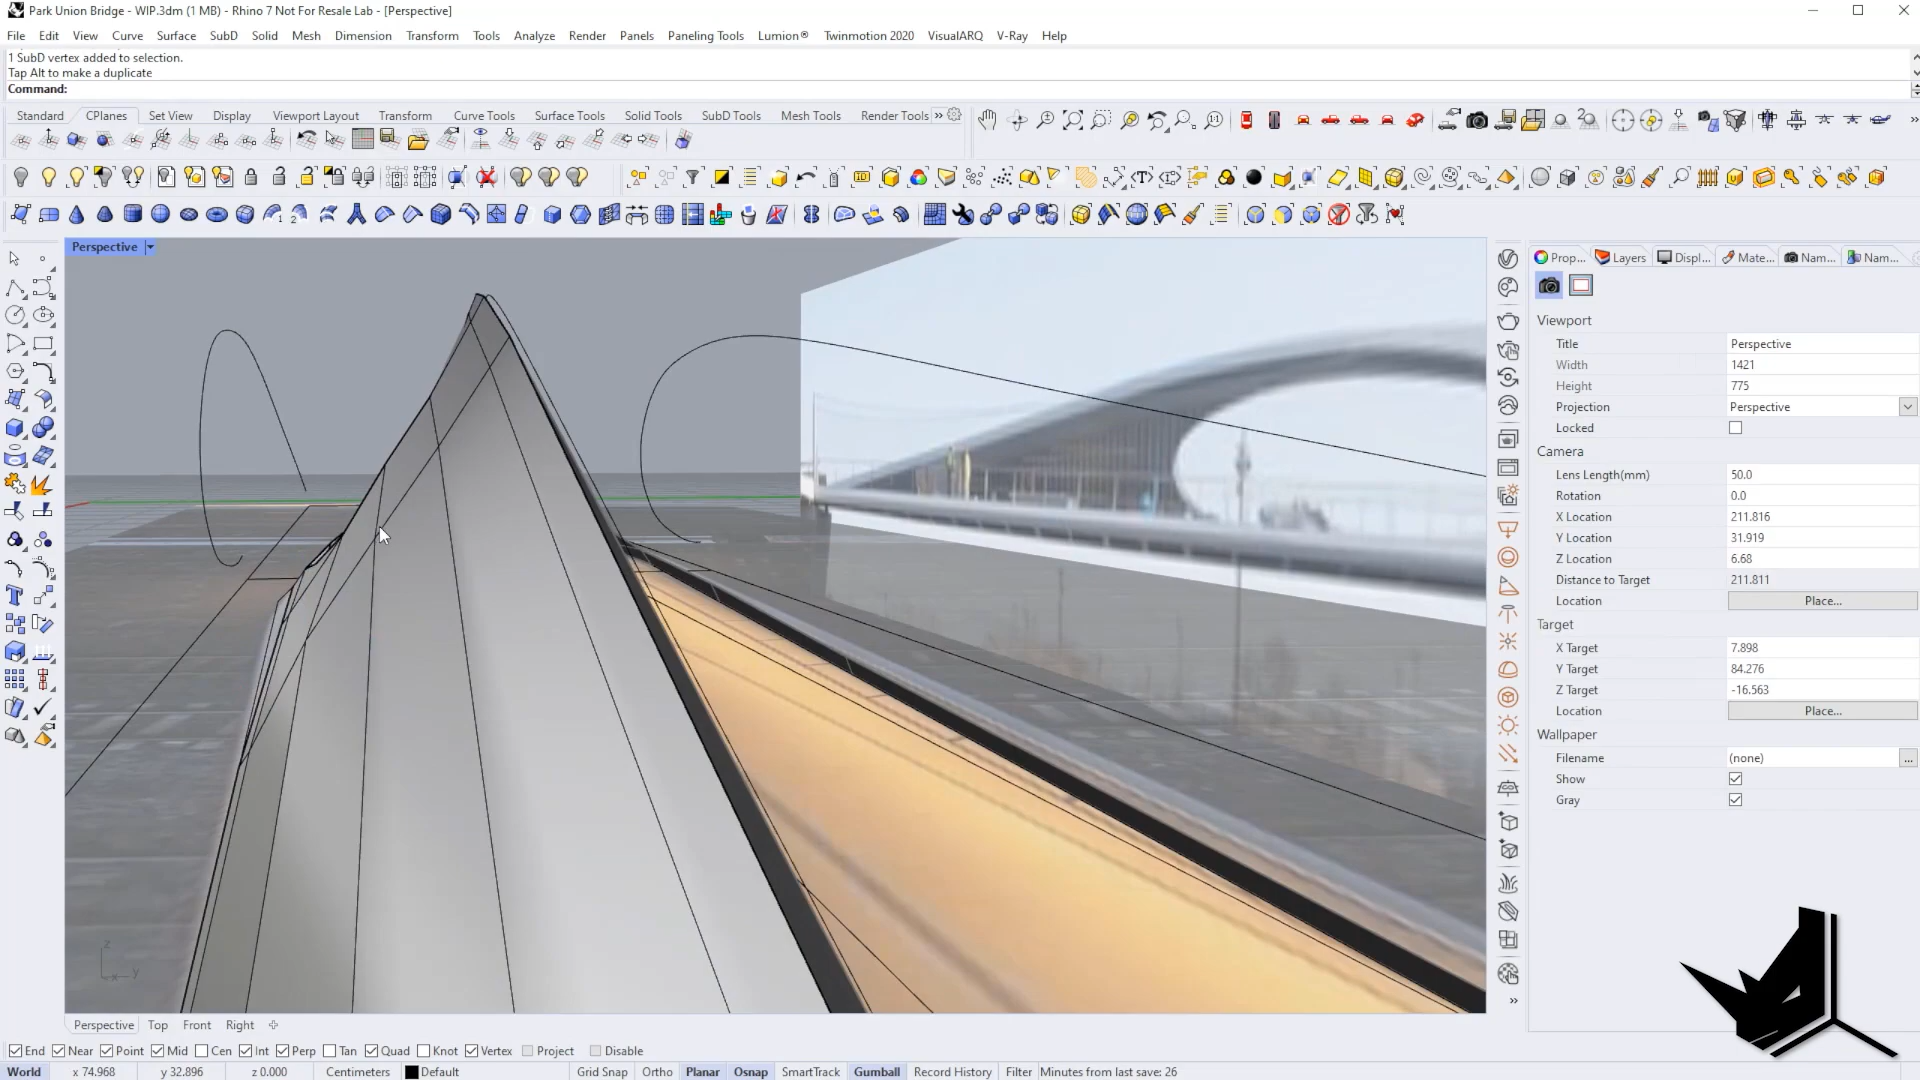 Park Union Bridge - WIP.3dm (1 MB) - Rhino 7 Not For Resale Lab - [Perspective]
File Edit View Curve Surface SubD Solid Mesh Dimension Transform Tools Analyze Render Panels Paneling Tools Lumion® Twinmotion 2020 VisualARQ V-Ray Help
1 SubD vertex added to selection.
Tap Alt to make a duplicate
Command:
Standard CPlanes Set View Display Viewport Layout Transform Curve Tools Surface Tools Solid Tools SubD Tools Mesh Tools Render Tools
Perspective
Prop... Layers Displ... Mate... Nam... Nam...
Viewport
Title Perspective
Width 1421
Height 775
Projection Perspective
Locked
Camera
Lens Length(mm) 50.0
Rotation 0.0
X Location 211.816
Y Location 31.919
Z Location 6.68
Distance to Target 211.811
Location Place...
Target
X Target 7.898
Y Target 84.276
Z Target -16.563
Location Place...
Wallpaper
Filename (none) ...
Show
Gray
z
x y
Perspective Top Front Right
End Near Point Mid Cen Int Perp Tan Quad Knot Vertex Project Disable
World x 74.968 y 32.896 z 0.000 Centimeters Default Grid Snap Ortho Planar Osnap SmartTrack Gumball Record History Filter Minutes from last save: 26